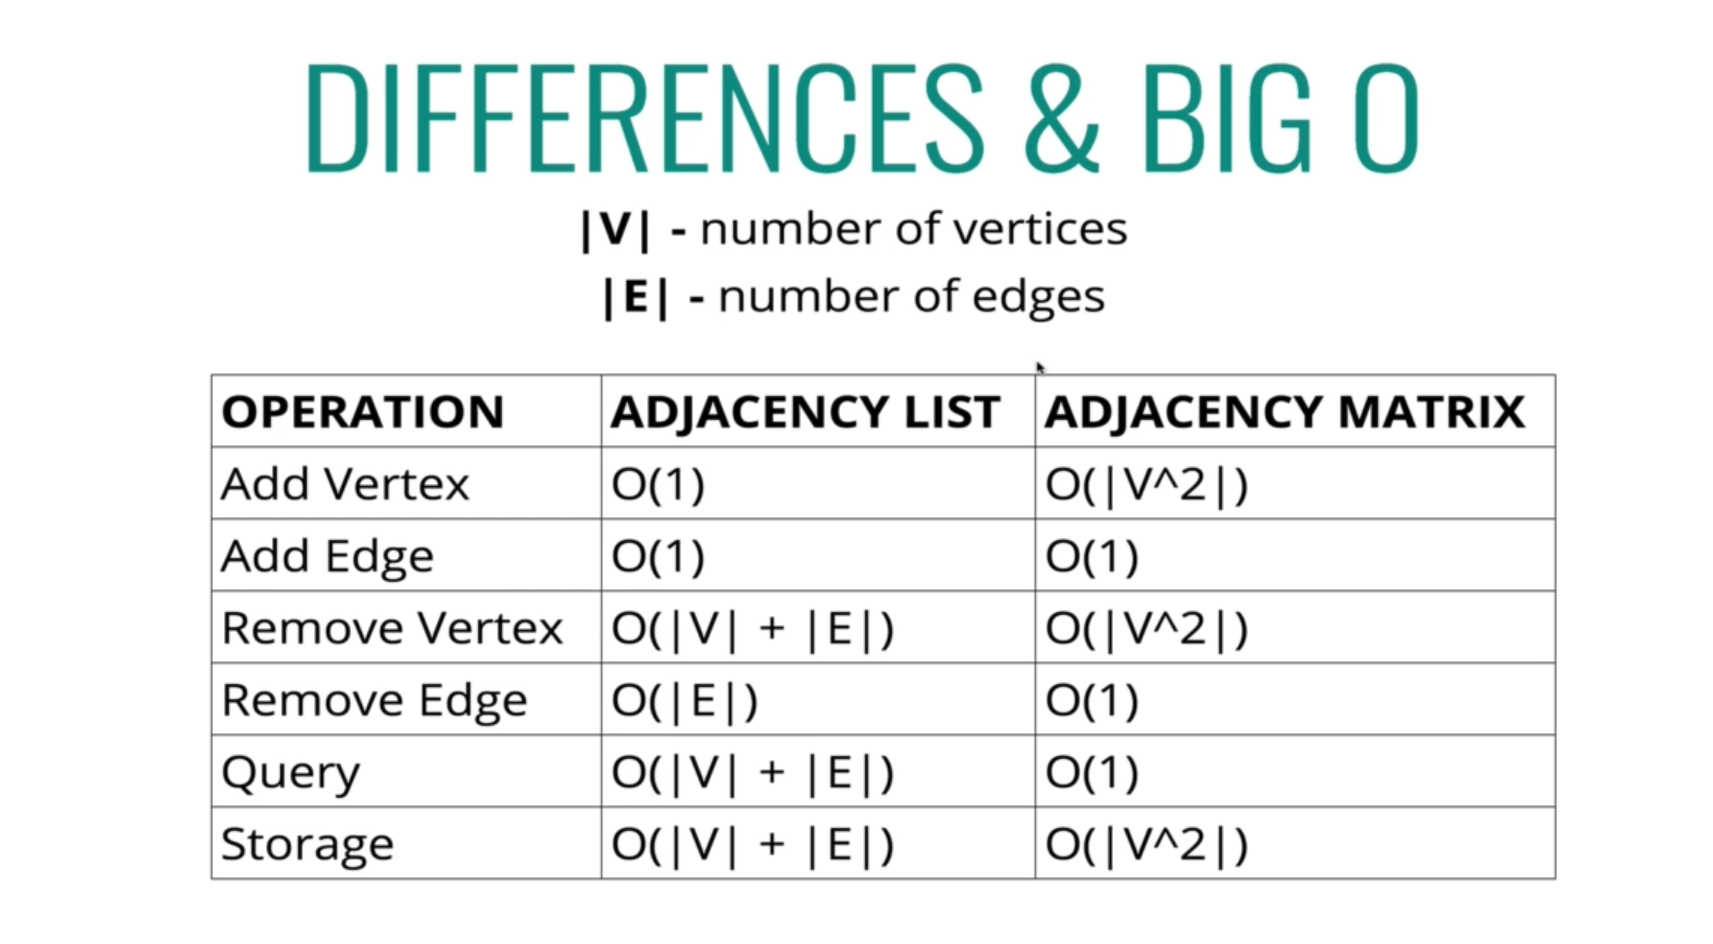 DIFFERENCES & BIG O
|V| - number of vertices
|E| - number of edges
OPERATION ADJACENCY LIST ADJACENCY MATRIX
Add Vertex O(1) O(|V^2|)
Add Edge O(1) O(1)
Remove Vertex O(|V| + |E|) O(|V^2|)
Remove Edge O(|E|) O(1)
Query O(|V| + |E|) O(1)
Storage O(|V| + |E|) O(|V^2|)